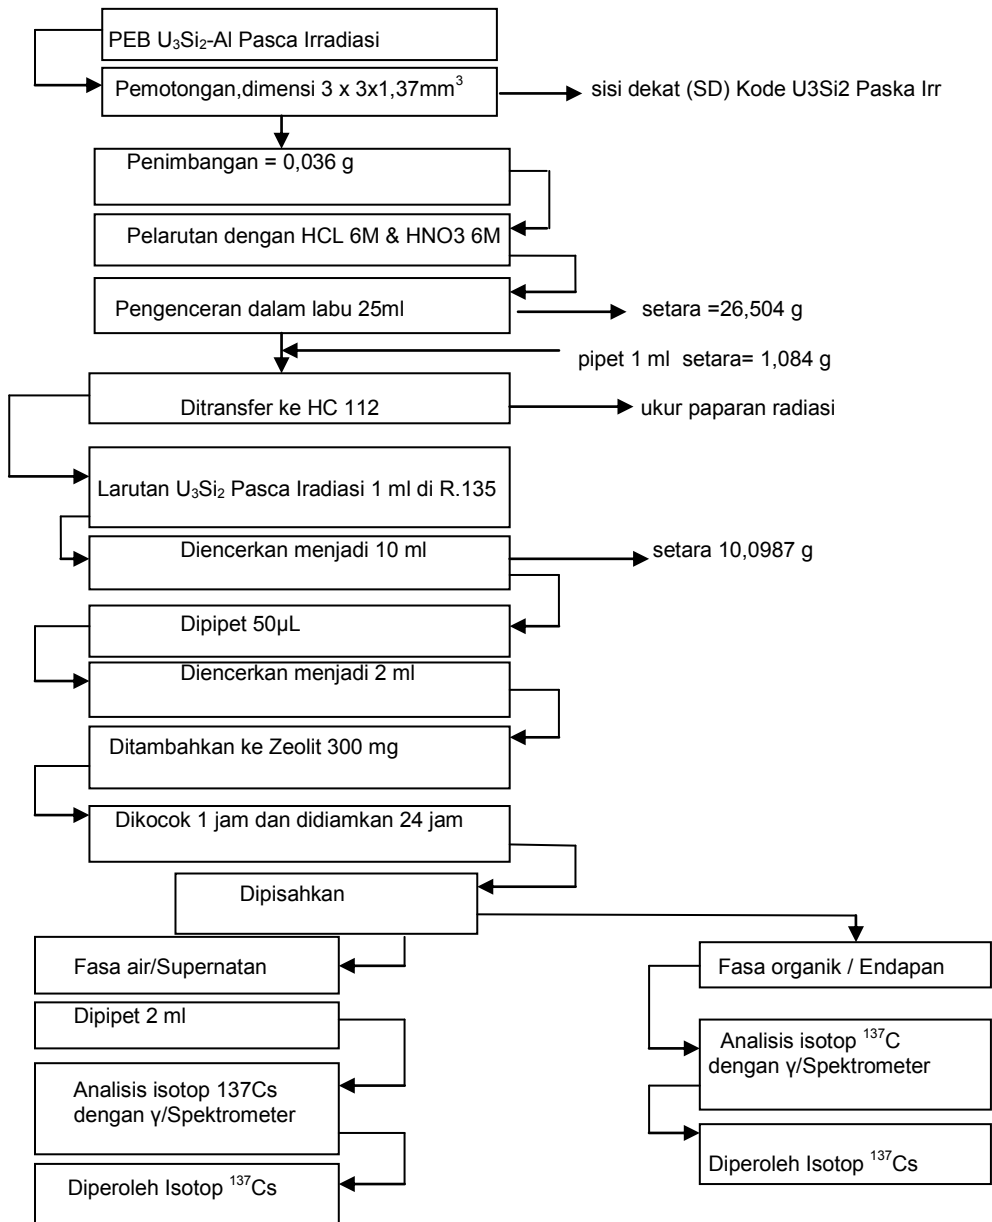 PEB U₃Si₂-Al Pasca Irradiasi
Pemotongan,dimensi 3 x 3x1,37mm³
sisi dekat (SD) Kode U3Si2 Paska Irr
Penimbangan = 0,036 g
Pelarutan dengan HCL 6M & HNO3 6M
Pengenceran dalam labu 25ml
setara =26,504 g
pipet 1 ml setara= 1,084 g
Ditransfer ke HC 112
ukur paparan radiasi
Larutan U₃Si₂ Pasca Iradiasi 1 ml di R.135
Diencerkan menjadi 10 ml
setara 10,0987 g
Dipipet 50µL
Diencerkan menjadi 2 ml
Ditambahkan ke Zeolit 300 mg
Dikocok 1 jam dan didiamkan 24 jam
Dipisahkan
Fasa air/Supernatan
Dipipet 2 ml
Analisis isotop 137Cs
dengan γ/Spektrometer
Diperoleh Isotop ¹³⁷Cs
Fasa organik / Endapan
Analisis isotop ¹³⁷C
dengan γ/Spektrometer
Diperoleh Isotop ¹³⁷Cs